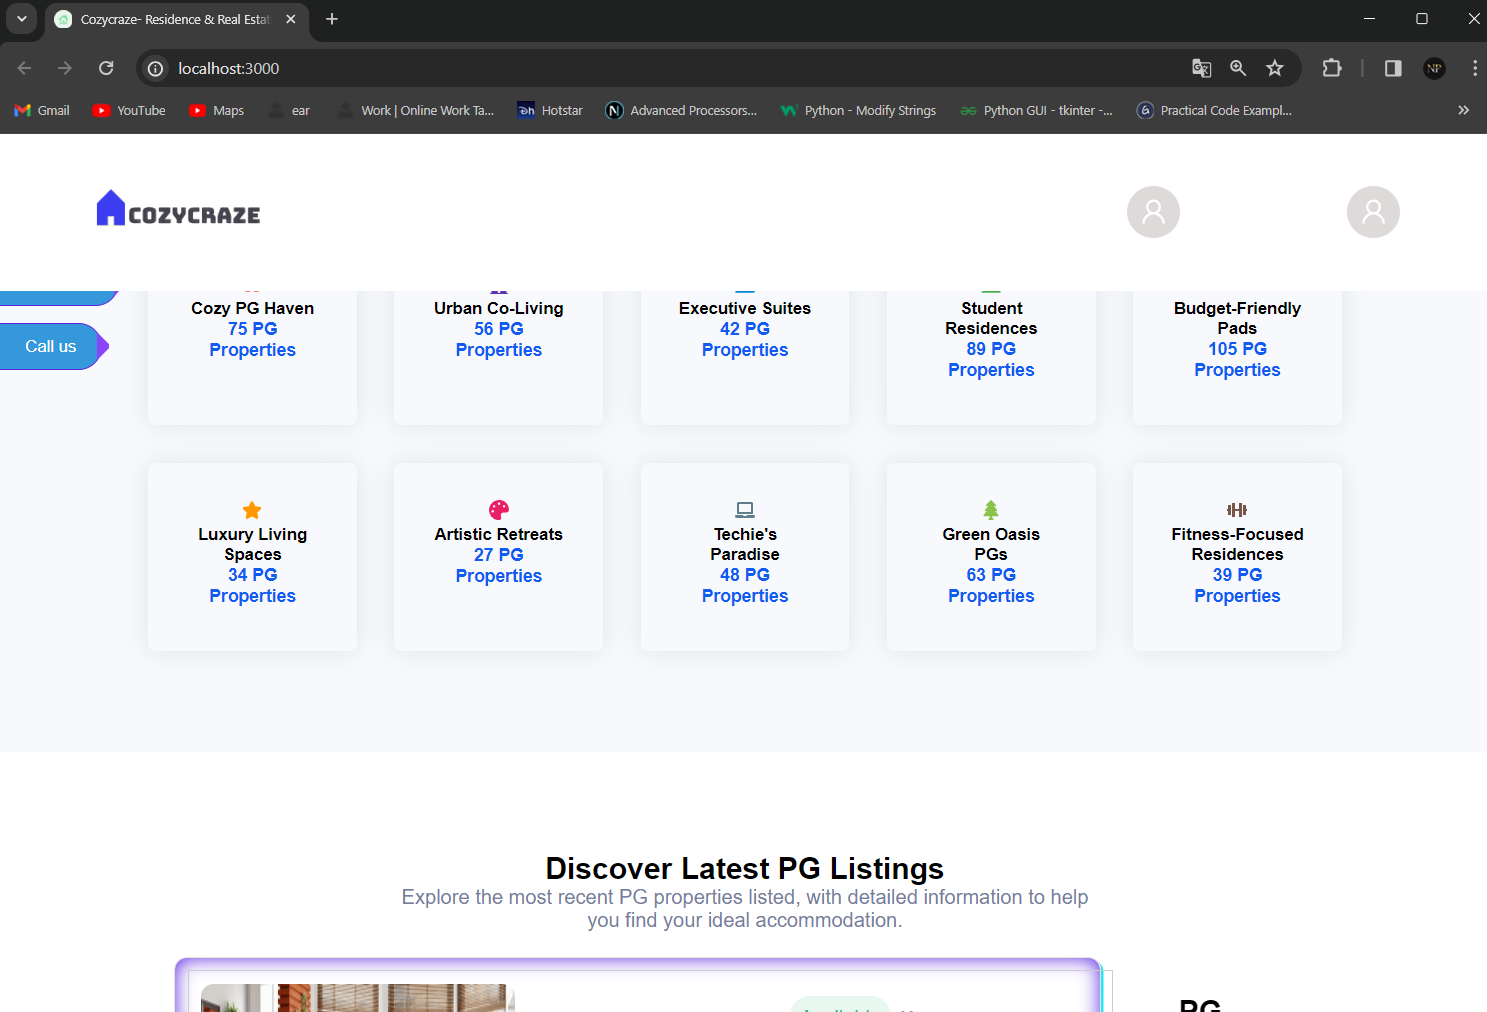 Cozycraze- Residence & Real Estat
localhost:3000
Gmail
YouTube
Maps
ear
Work | Online Work Ta...
Hotstar
Advanced Processors...
Python - Modify Strings
Python GUI - tkinter -...
Practical Code Exampl...
NP
COZYCRAZE
Call us
Cozy PG Haven
75 PG
Properties
Urban Co-Living
56 PG
Properties
Executive Suites
42 PG
Properties
Student
Residences
89 PG
Properties
Budget-Friendly
Pads
105 PG
Properties
Luxury Living
Spaces
34 PG
Properties
Artistic Retreats
27 PG
Properties
Techie's
Paradise
48 PG
Properties
Green Oasis
PGs
63 PG
Properties
Fitness-Focused
Residences
39 PG
Properties
Discover Latest PG Listings
Explore the most recent PG properties listed, with detailed information to help
you find your ideal accommodation.
PG